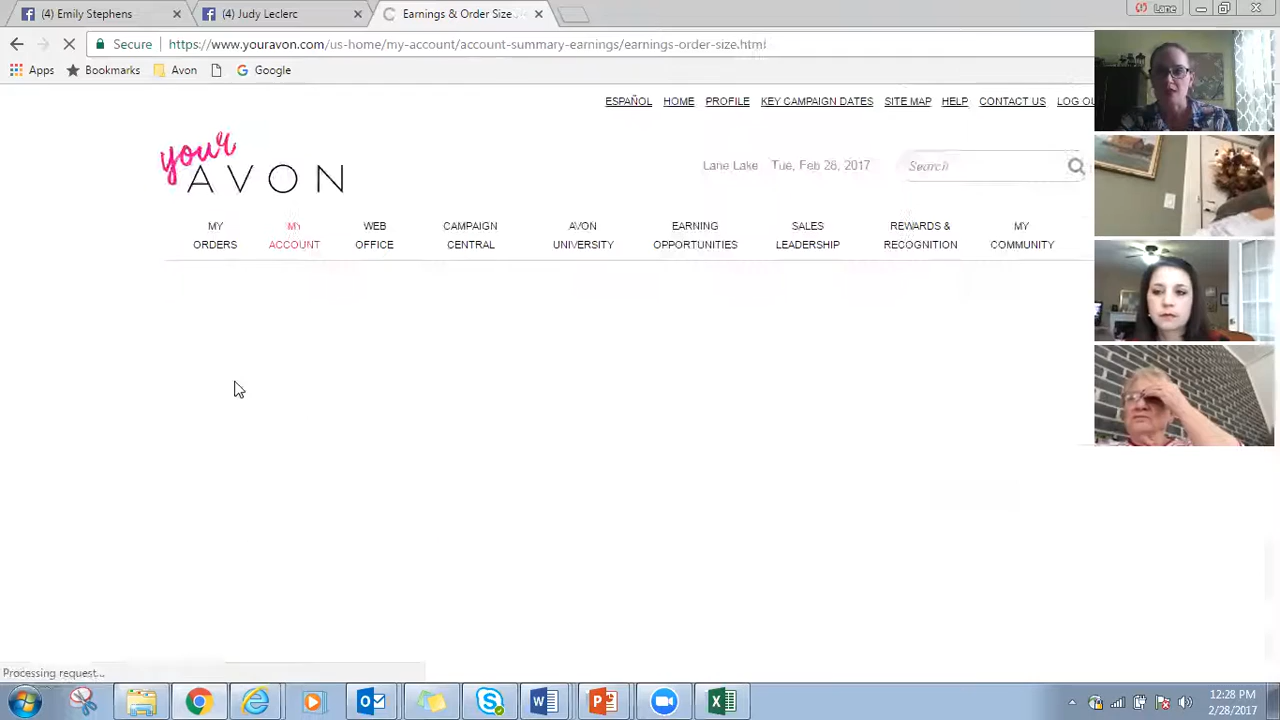 (4) Emily Stephens
(4) Judy Leclerc
Earnings & Order Size
Lane
Secure
https://www.youravon.com/us-home/my-account/account-summary-earnings/earnings-order-size.html
Apps
Bookmarks
Avon
Google
ESPAÑOL
HOME
PROFILE
KEY CAMPAIGN DATES
SITE MAP
HELP
CONTACT US
LOG OU
your
AVON
Lane Lake
Tue, Feb 28, 2017
Search
MY
ORDERS
MY
ACCOUNT
WEB
OFFICE
CAMPAIGN
CENTRAL
AVON
UNIVERSITY
EARNING
OPPORTUNITIES
SALES
LEADERSHIP
REWARDS &
RECOGNITION
MY
COMMUNITY
Processing request...
12:28 PM
2/28/2017